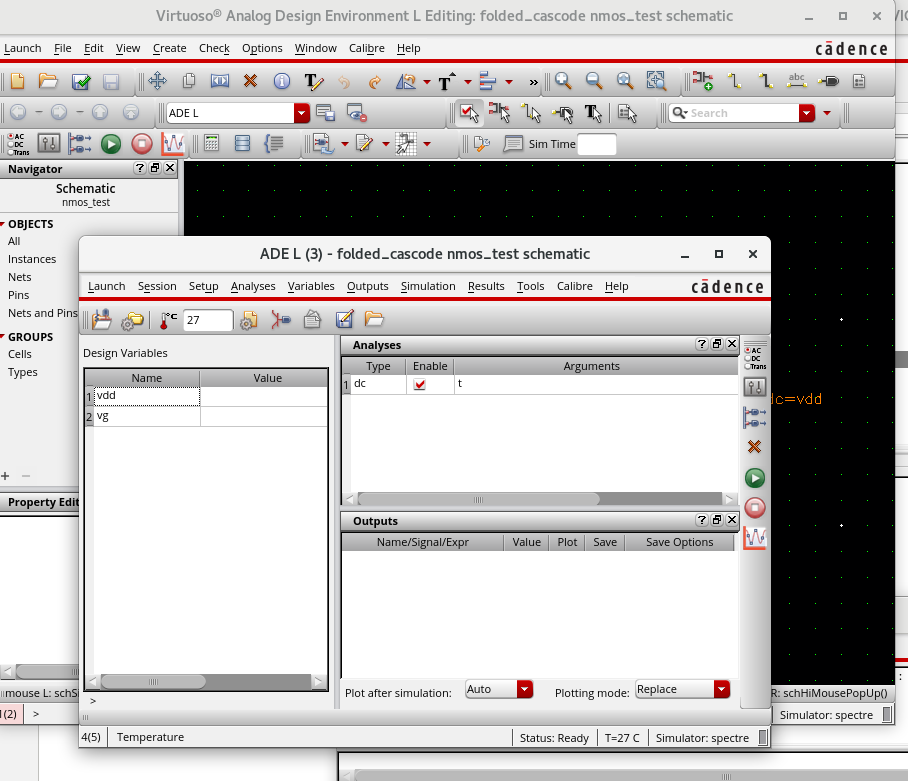 Virtuoso® Analog Design Environment L Editing: folded_cascode nmos_test schematic
Launch File Edit View Create Check Options Window Calibre Help
cādence
ADE L
Search
AC
DC
Trans
Sim Time
Navigator
Schematic
nmos_test
OBJECTS
All
Instances
Nets
Pins
Nets and Pins
GROUPS
Cells
Types
Property Edit
ADE L (3) - folded_cascode nmos_test schematic
Launch Session Setup Analyses Variables Outputs Simulation Results Tools Calibre Help
cādence
°C
27
Design Variables
Name Value
1 vdd
2 vg
>
Analyses
Type Enable Arguments
1 dc t
AC
DC
Trans
dc=vdd
Outputs
Name/Signal/Expr Value Plot Save Save Options
Plot after simulation: Auto Plotting mode: Replace
4(5) Temperature Status: Ready T=27 C Simulator: spectre
mouse L: schSi
R: schHiMousePopUp()
1(2) >
Simulator: spectre